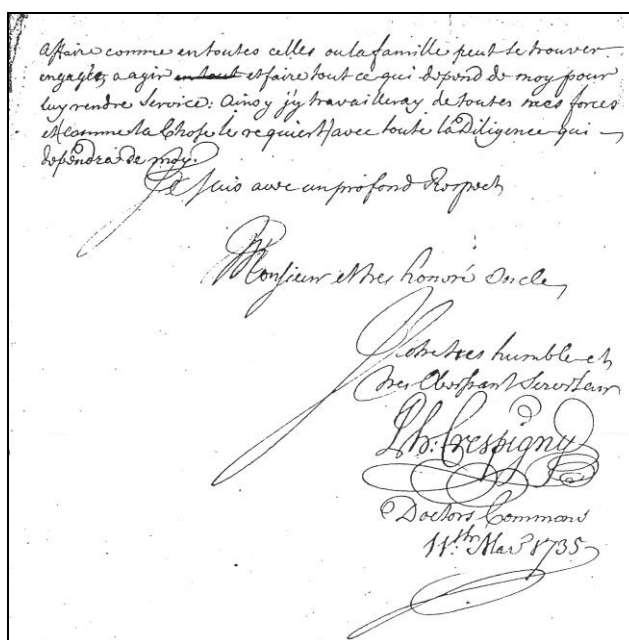 affaire comme en toutes celles ou la famille peut se trouver
engagée, a agir en tout et faire tout ce qui depend de moy pour
luy rendre service: Ainsy j'y travailleray de toutes mes forces
et (comme la Chose le requiert) avec toute la Diligence qui
dependra de moy.
Je suis avec un profond Respect
Monsieur et tres honoré Oncle,
Votre tres humble et
tres Obeissant Serviteur
Ph: Crespigny
Doctors Commons
11.th Mar 1735